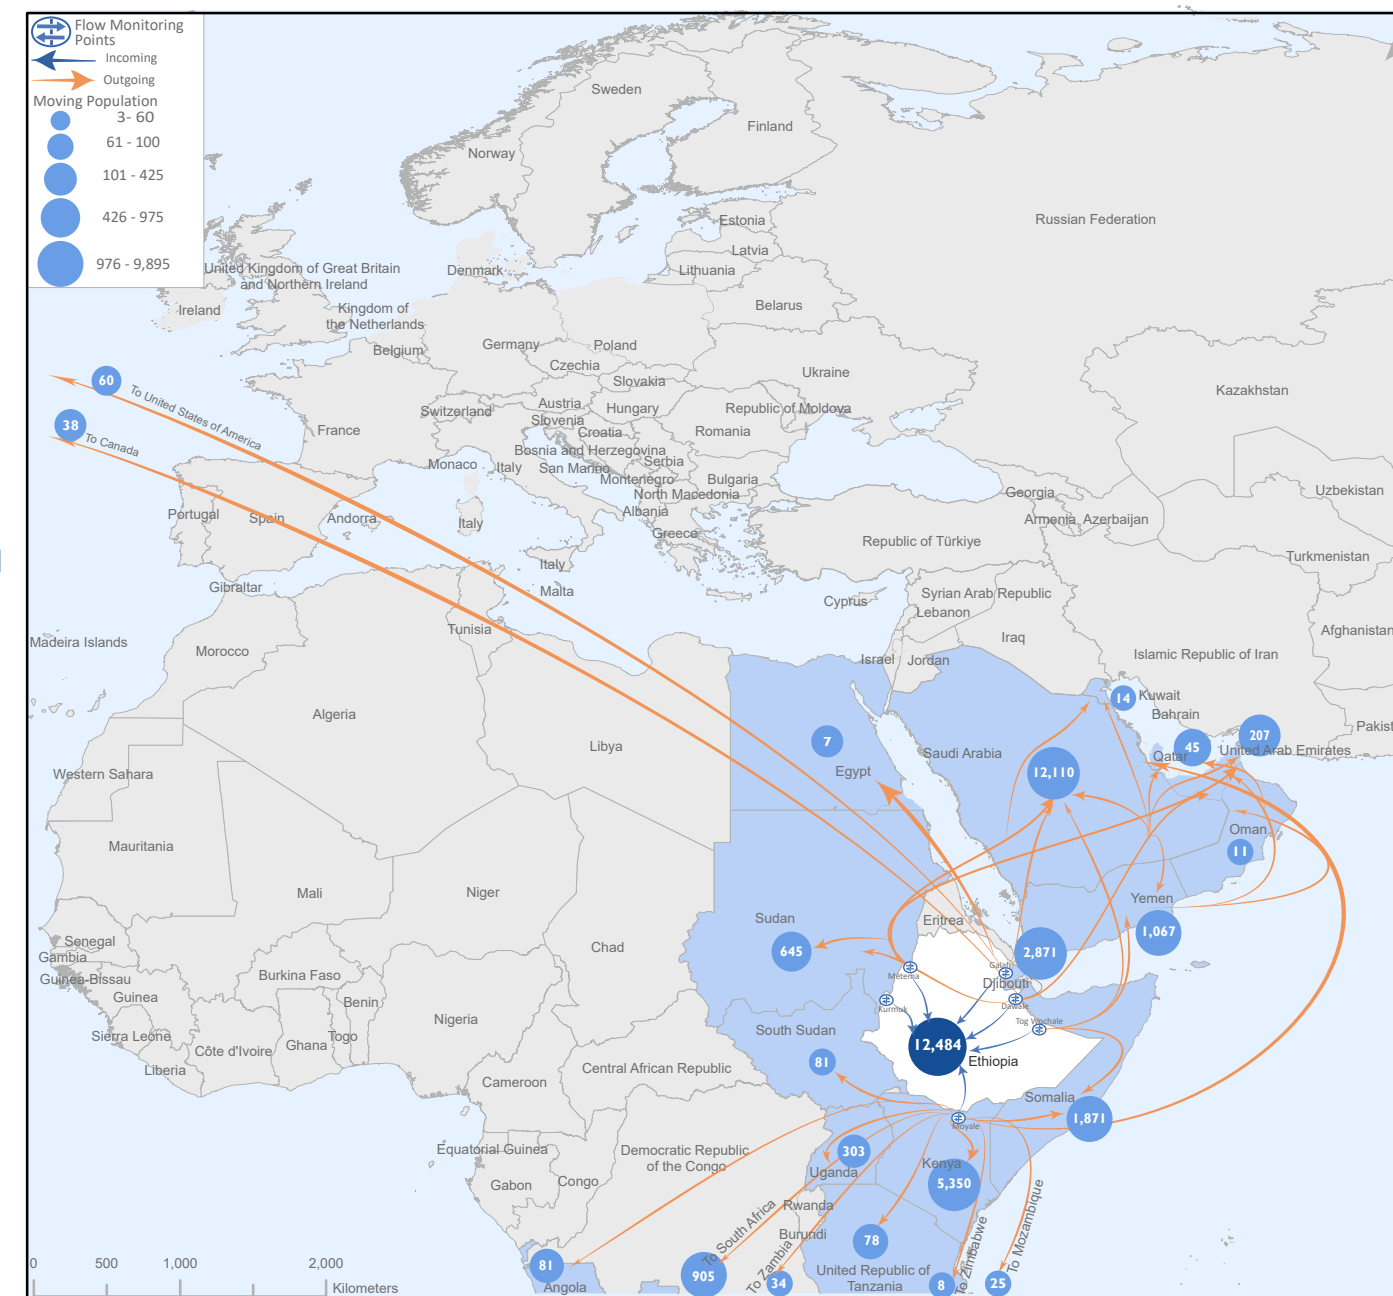 Flow Monitoring
Points
Incoming
Outgoing
Moving Population
3- 60
61 - 100
101 - 425
426 - 975
976 - 9,895
Sweden
Finland
Norway
Russian Federation
Estonia
Latvia
Lithuania
Denmark
United Kingdom of Great Britain
and Northern Ireland
Ireland
Kingdom of
the Netherlands
Belarus
Belgium
Germany
Poland
Czechia
Slovakia
Ukraine
Kazakhstan
60
To United States of America
38
To Canada
Switzerland
Austria
Hungary
Republic of Moldova
Slovenia
Croatia
Romania
France
Bosnia and Herzegovina
Serbia
Monaco
Italy
San Marino
Montenegro
Bulgaria
North Macedonia
Albania
Georgia
Uzbekistan
Portugal
Spain
Andorra
Italy
Armenia
Azerbaijan
Greece
Republic of Türkiye
Turkmenistan
Italy
Gibraltar
Malta
Cyprus
Syrian Arab Republic
Lebanon
Madeira Islands
Tunisia
Iraq
Afghanistan
Morocco
Israel
Jordan
Islamic Republic of Iran
14
Kuwait
Algeria
Bahrain
Pakist
Libya
7
Saudi Arabia
45
207
Qatar
United Arab Emirates
Western Sahara
Egypt
12,110
Mauritania
Oman
11
Mali
Niger
Yemen
Sudan
Eritrea
1,067
Senegal
Chad
645
2,871
Gambia
Burkina Faso
Metema
Galafi
Guinea-Bissau
Djibouti
Guinea
Benin
Kurmuk
Dawale
Nigeria
Tog Wochale
Sierra Leone
Togo
South Sudan
Côte d'Ivoire
Ghana
12,484
Liberia
81
Ethiopia
Central African Republic
Cameroon
Somalia
1,871
Moyale
Equatorial Guinea
Democratic Republic
of the Congo
303
Uganda
Kenya
Gabon
Congo
5,350
Rwanda
Burundi
78
81
To South Africa
To Zambia
To Zimbabwe
To Mozambique
0
500
1,000
2,000
Kilometers
Angola
905
34
United Republic of
Tanzania
8
25